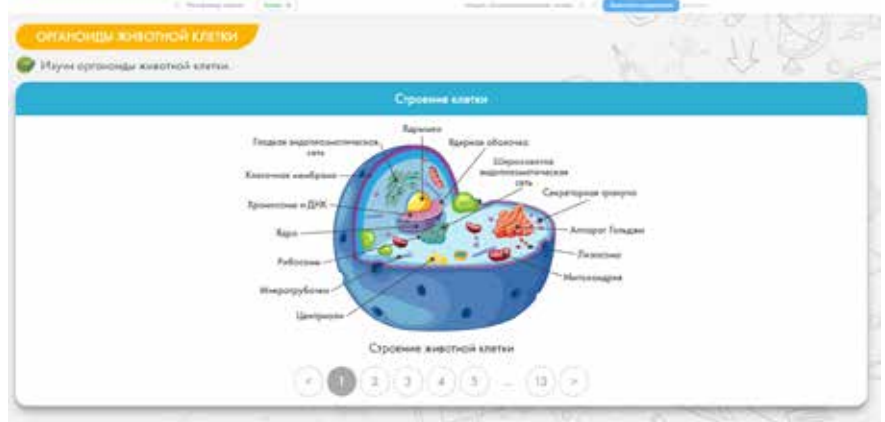 ОРГАНОИДЫ ЖИВОТНОЙ КЛЕТКИ
Изучи органоиды животной клетки.
Строение клетки
Ядрышко
Гладкая эндоплазматическая
сеть
Ядерная оболочка
Шероховатая
эндоплазматическая
сеть
Клеточная мембрана
Секреторная гранула
Хромосомы и ДНК
Ядро
Аппарат Гольджи
Рибосомы
Лизосома
Митохондрия
Микротрубочки
Центриоли
Строение животной клетки
< 1 2 3 4 5 ... 13 >